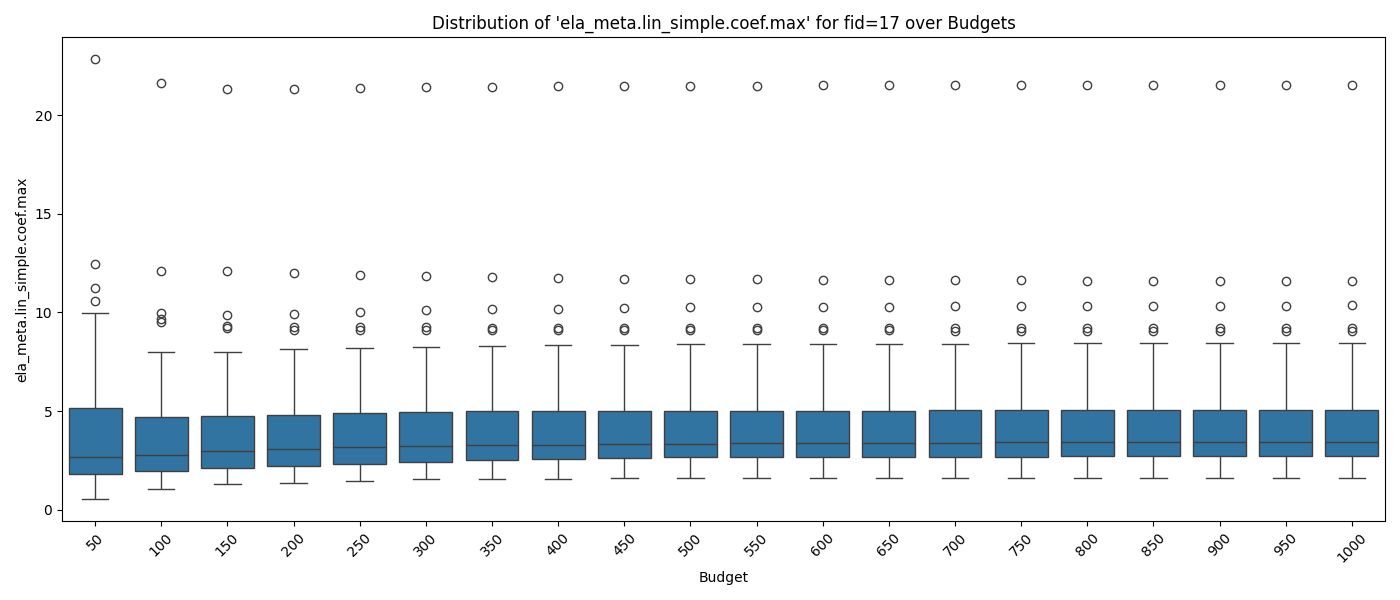 Distribution of 'ela_meta.lin_simple.coef.max' for fid=17 over Budgets
ela_meta.lin_simple.coef.max
20
15
10
5
0
50 100 150 200 250 300 350 400 450 500 550 600 650 700 750 800 850 900 950 1000
Budget